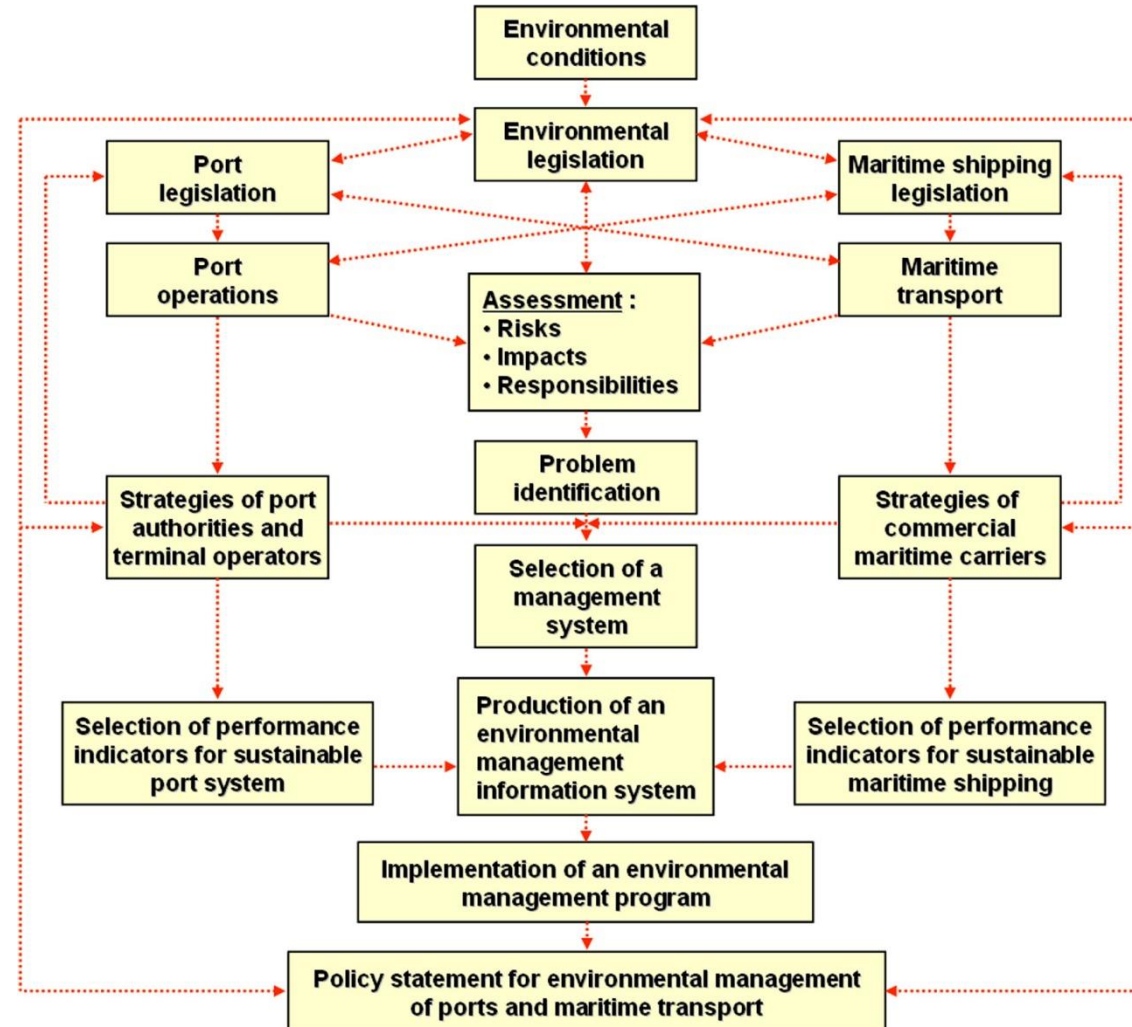 Environmental
conditions
Environmental
legislation
Port
legislation
Maritime shipping
legislation
Port
operations
Maritime
transport
Assessment :
• Risks
• Impacts
• Responsibilities
Problem
identification
Strategies of port
authorities and
terminal operators
Strategies of
commercial
maritime carriers
Selection of a
management
system
Selection of performance
indicators for sustainable
port system
Production of an
environmental
management
information system
Selection of performance
indicators for sustainable
maritime shipping
Implementation of an environmental
management program
Policy statement for environmental management
of ports and maritime transport